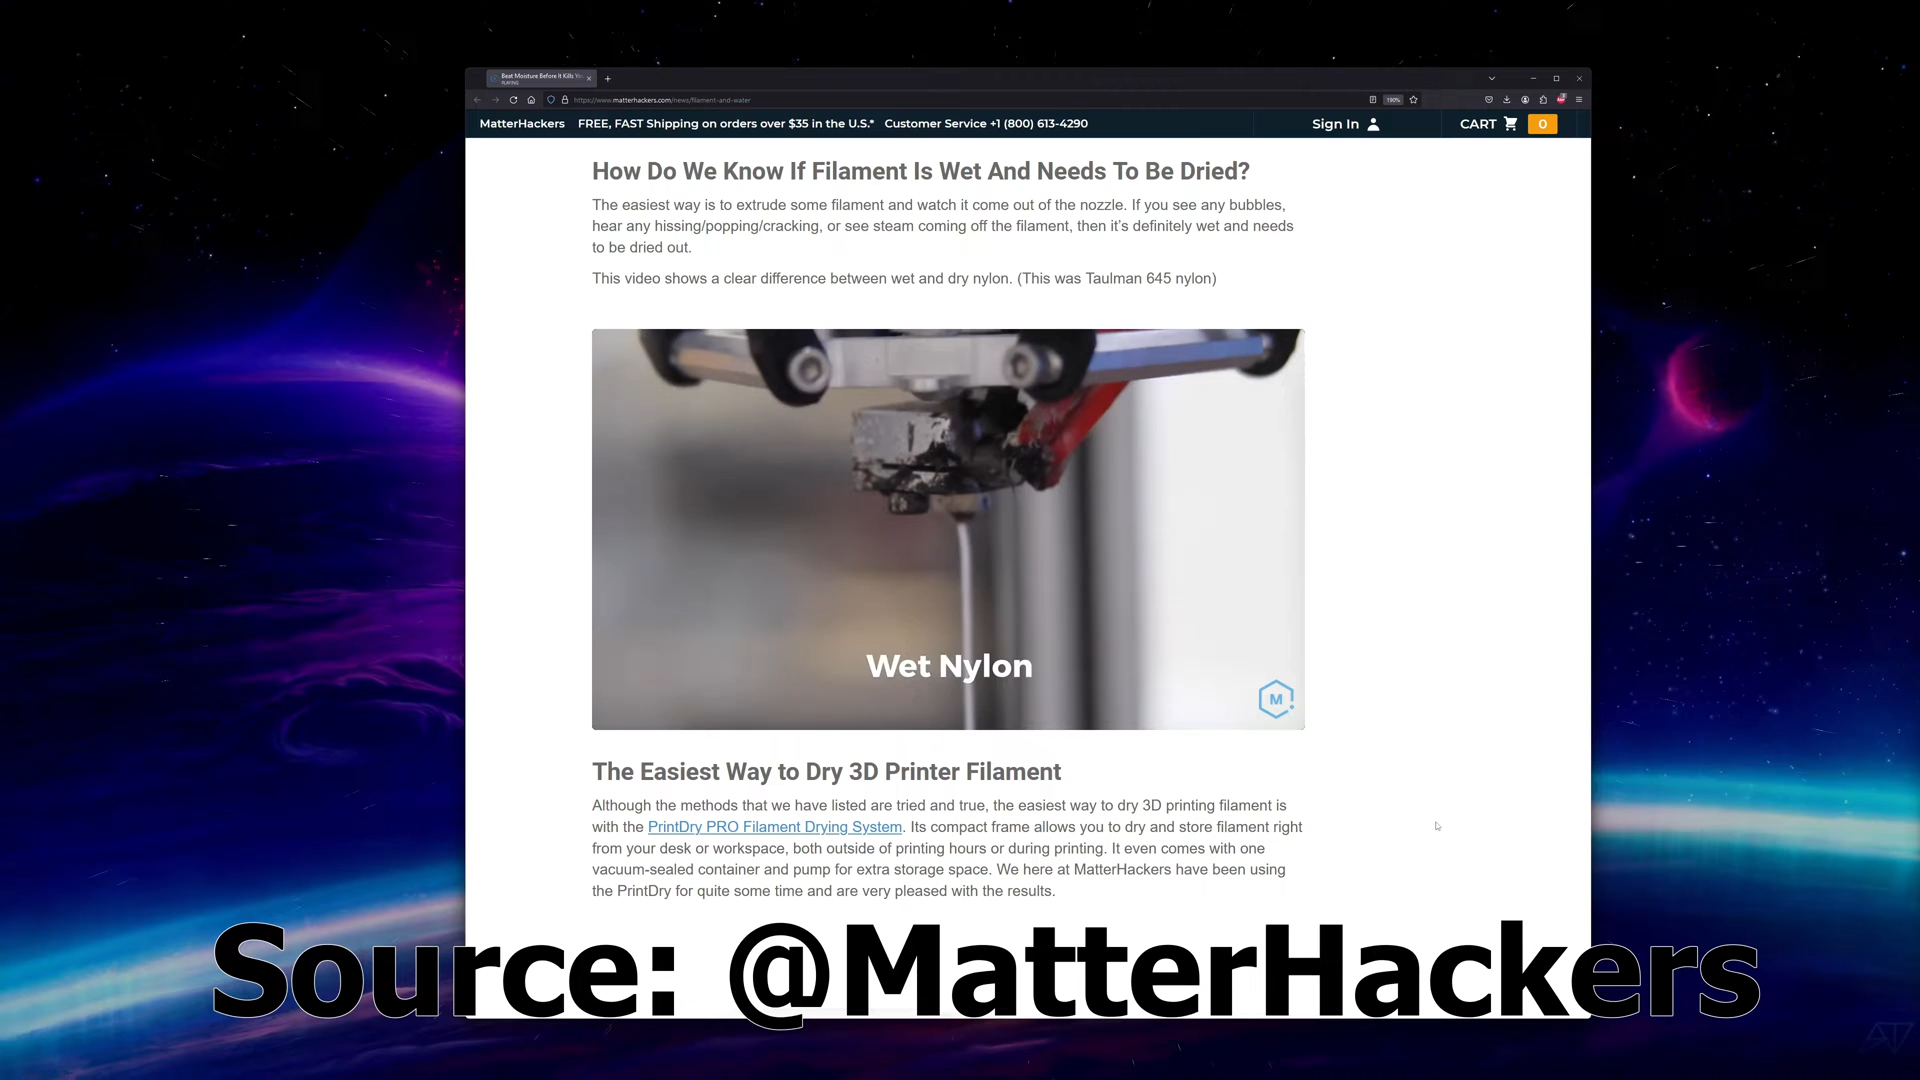 Beat Moisture Before It Kills Yo
PLAYING
https://www.matterhackers.com/news/filament-and-water
190%
MatterHackers FREE, FAST Shipping on orders over $35 in the U.S.* Customer Service +1 (800) 613-4290 Sign In CART 0
How Do We Know If Filament Is Wet And Needs To Be Dried?
The easiest way is to extrude some filament and watch it come out of the nozzle. If you see any bubbles,
hear any hissing/popping/cracking, or see steam coming off the filament, then it's definitely wet and needs
to be dried out.
This video shows a clear difference between wet and dry nylon. (This was Taulman 645 nylon)
Wet Nylon
M
The Easiest Way to Dry 3D Printer Filament
Although the methods that we have listed are tried and true, the easiest way to dry 3D printing filament is
with the PrintDry PRO Filament Drying System. Its compact frame allows you to dry and store filament right
from your desk or workspace, both outside of printing hours or during printing. It even comes with one
vacuum-sealed container and pump for extra storage space. We here at MatterHackers have been using
the PrintDry for quite some time and are very pleased with the results.
Source: @MatterHackers